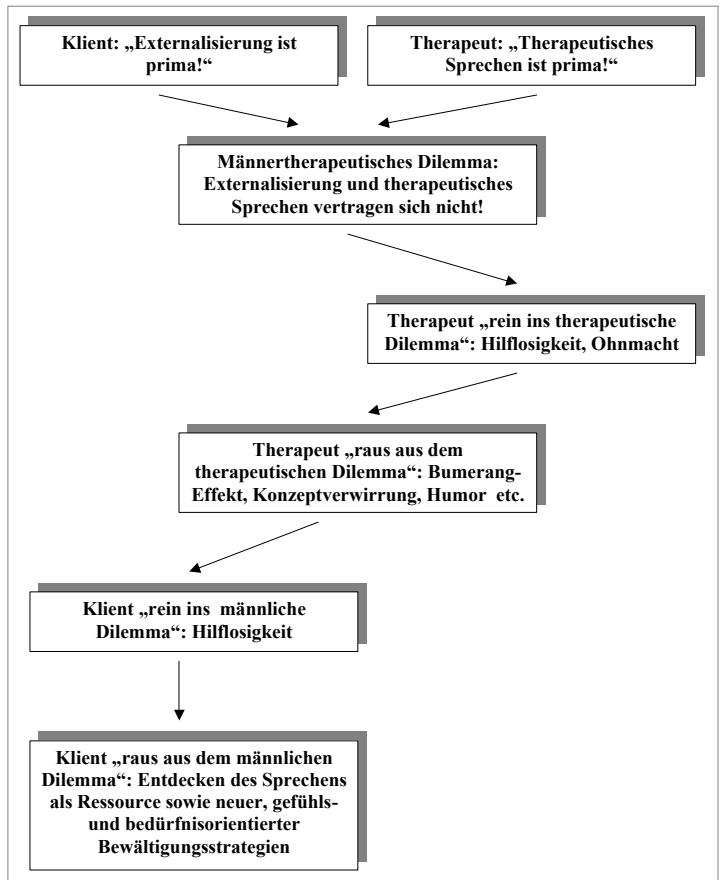 Klient: „Externalisierung ist
prima!“
Therapeut: „Therapeutisches
Sprechen ist prima!“
Männertherapeutisches Dilemma:
Externalisierung und therapeutisches
Sprechen vertragen sich nicht!
Therapeut „rein ins therapeutische
Dilemma“: Hilflosigkeit, Ohnmacht
Therapeut „raus aus dem
therapeutischen Dilemma“: Bumerang-
Effekt, Konzeptverwirrung, Humor etc.
Klient „rein ins männliche
Dilemma“: Hilflosigkeit
Klient „raus aus dem männlichen
Dilemma“: Entdecken des Sprechens
als Ressource sowie neuer, gefühls-
und bedürfnisorientierter
Bewältigungsstrategien